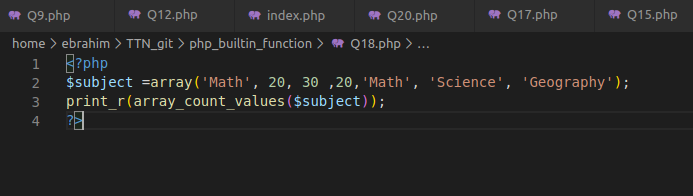 Q9.php Q12.php index.php Q20.php Q17.php Q15.php
home > ebrahim > TTN_git > php_builtin_function > Q18.php > ...
1 <?php
2 $subject =array('Math', 20, 30 ,20,'Math', 'Science', 'Geography');
3 print_r(array_count_values($subject));
4 ?>